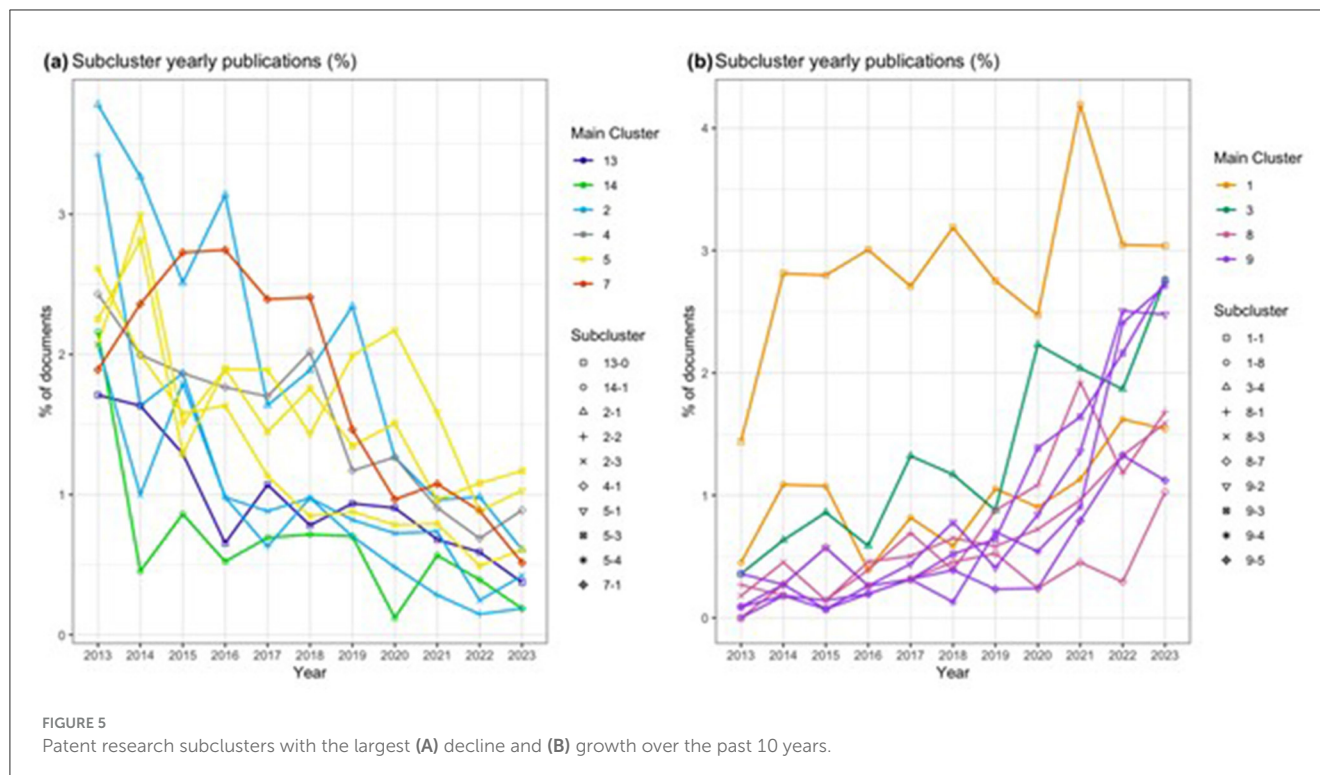 (a) Subcluster yearly publications (%)
% of documents
3
2
1
0
2013 2014 2015 2016 2017 2018 2019 2020 2021 2022 2023
Year
Main Cluster
13
14
2
4
5
7
Subcluster
13-0
14-1
2-1
2-2
2-3
4-1
5-1
5-3
5-4
7-1
(b) Subcluster yearly publications (%)
% of documents
4
3
2
1
0
2013 2014 2015 2016 2017 2018 2019 2020 2021 2022 2023
Year
Main Cluster
1
3
8
9
Subcluster
1-1
1-8
3-4
8-1
8-3
8-7
9-2
9-3
9-4
9-5
FIGURE 5
Patent research subclusters with the largest (A) decline and (B) growth over the past 10 years.